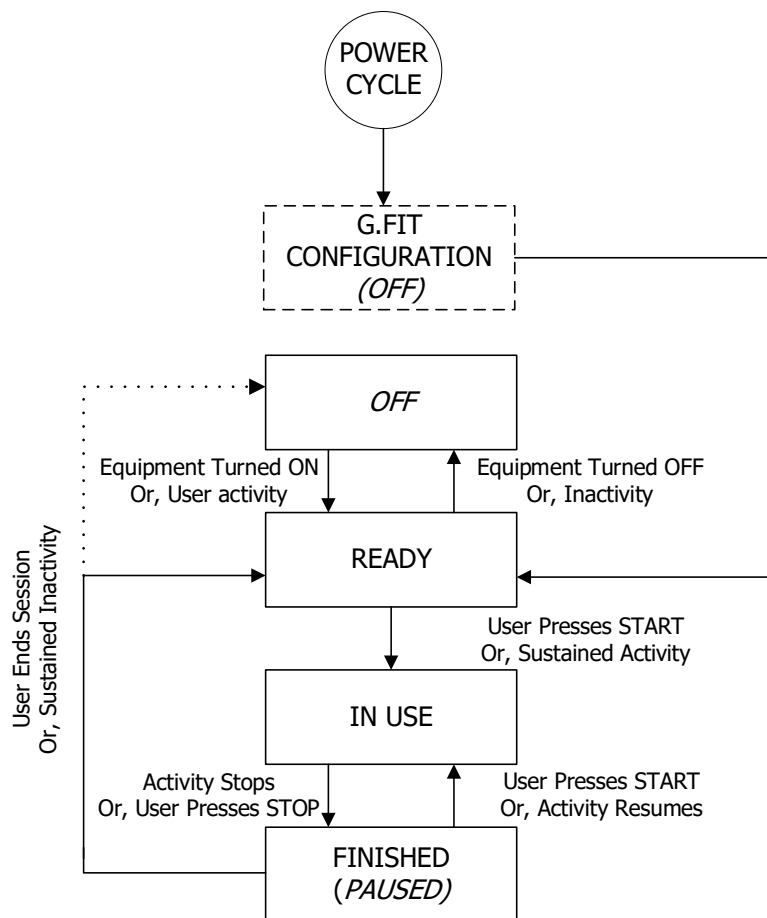 POWER
CYCLE
G.FIT
CONFIGURATION
(OFF)
OFF
Equipment Turned ON
Or, User activity
Equipment Turned OFF
Or, Inactivity
READY
User Ends Session
Or, Sustained Inactivity
User Presses START
Or, Sustained Activity
IN USE
Activity Stops
Or, User Presses STOP
User Presses START
Or, Activity Resumes
FINISHED
(PAUSED)